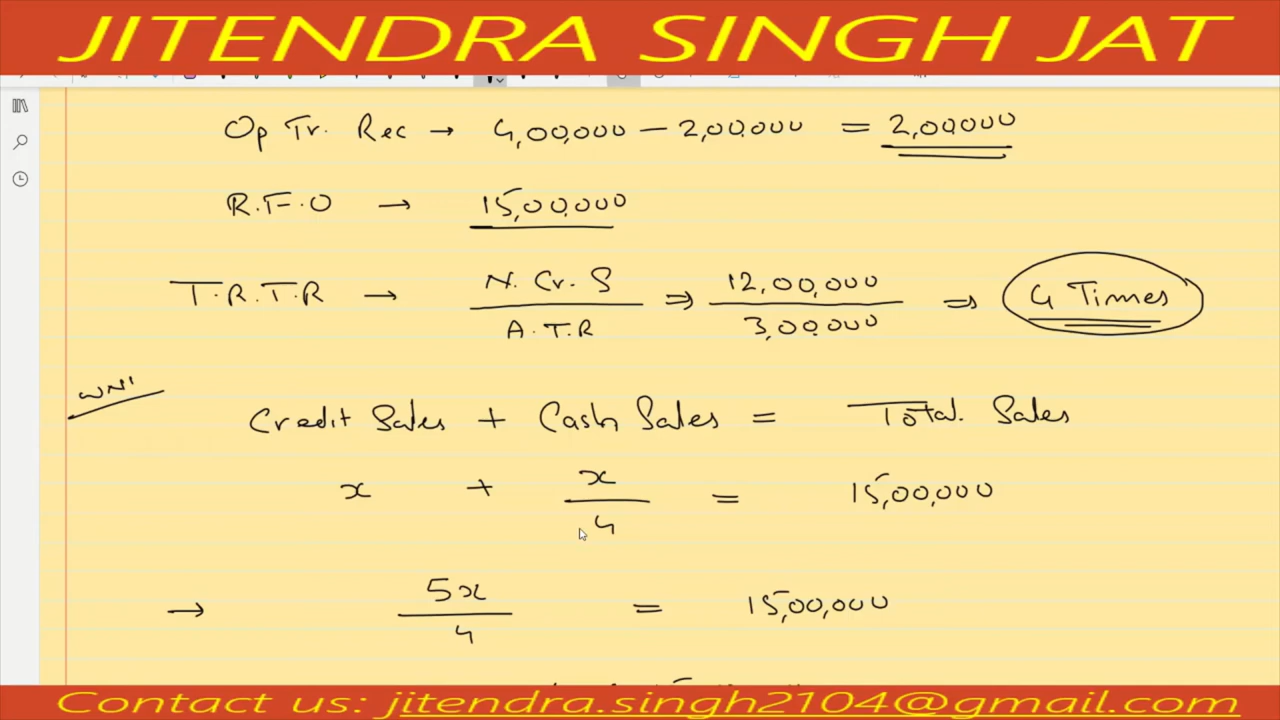 JITENDRA SINGH JAT
Op Tr. Rec → 4,00,000 - 2,00,000 = 2,00,000
R.F.O → 15,00,000
T.R.T.R → N. Cr. S / A.T.R ⇒ 12,00,000 / 3,00,000 ⇒ 4 Times
WN1
Credit Sales + Cash Sales = Total Sales
x + x/4 = 15,00,000
→ 5x/4 = 15,00,000
Contact us: jitendra.singh2104@gmail.com